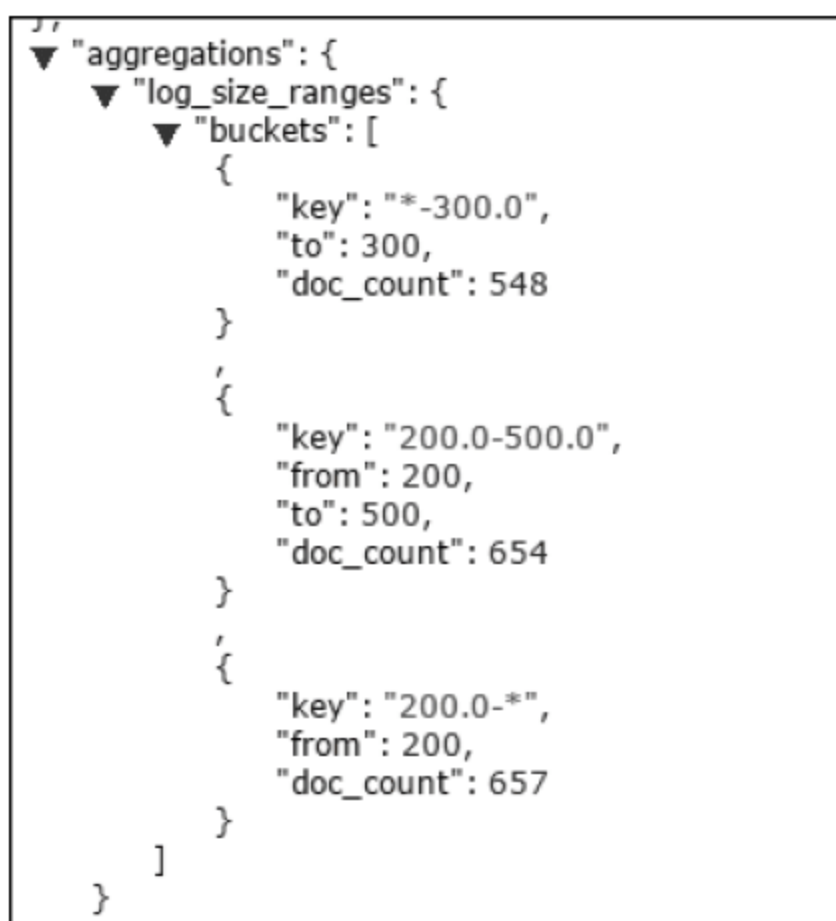 },
▼ "aggregations": {
▼ "log_size_ranges": {
▼ "buckets": [
{
"key": "*-300.0",
"to": 300,
"doc_count": 548
}
,
{
"key": "200.0-500.0",
"from": 200,
"to": 500,
"doc_count": 654
}
,
{
"key": "200.0-*",
"from": 200,
"doc_count": 657
}
]
}